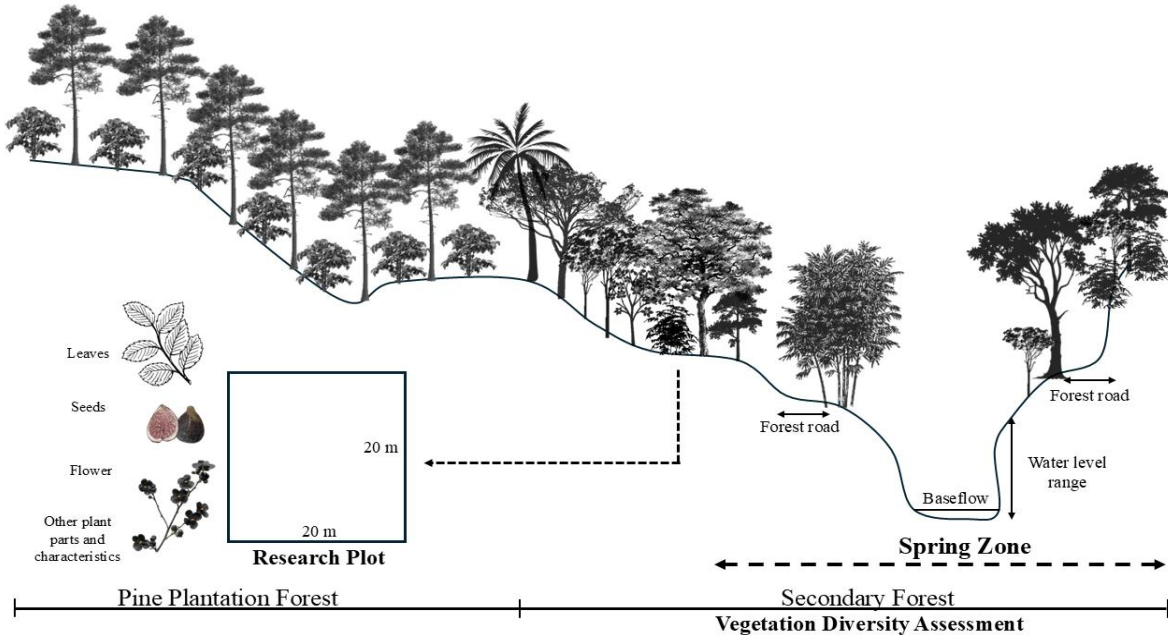 Leaves
Seeds
Flower
Other plant
parts and
characteristics
20 m
20 m
Research Plot
Forest road
Forest road
Water level
range
Baseflow
Spring Zone
Pine Plantation Forest
Secondary Forest
Vegetation Diversity Assessment